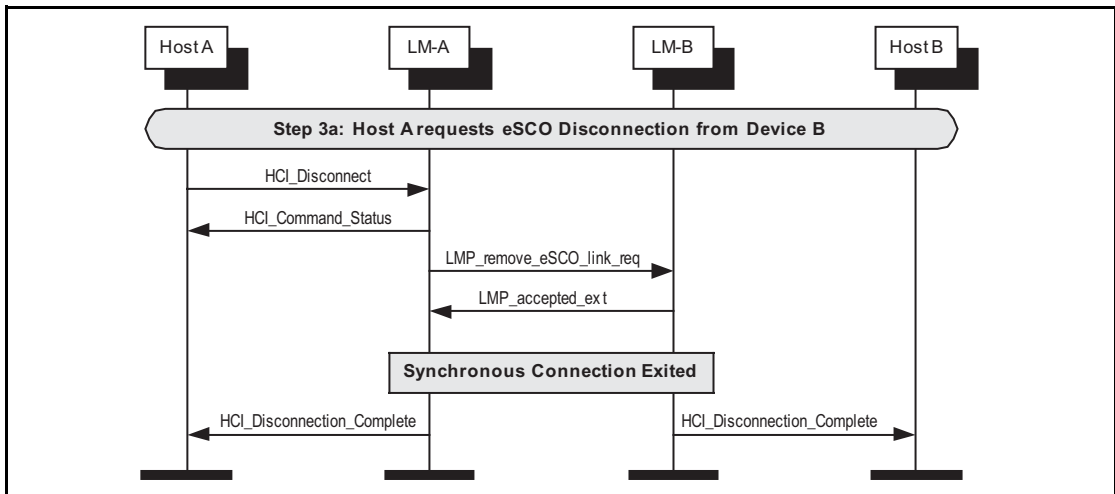 Host A
LM-A
LM-B
Host B
Step 3a: Host A requests eSCO Disconnection from Device B
HCI_Disconnect
HCI_Command_Status
LMP_remove_eSCO_link_req
LMP_accepted_ext
Synchronous Connection Exited
HCI_Disconnection_Complete
HCI_Disconnection_Complete